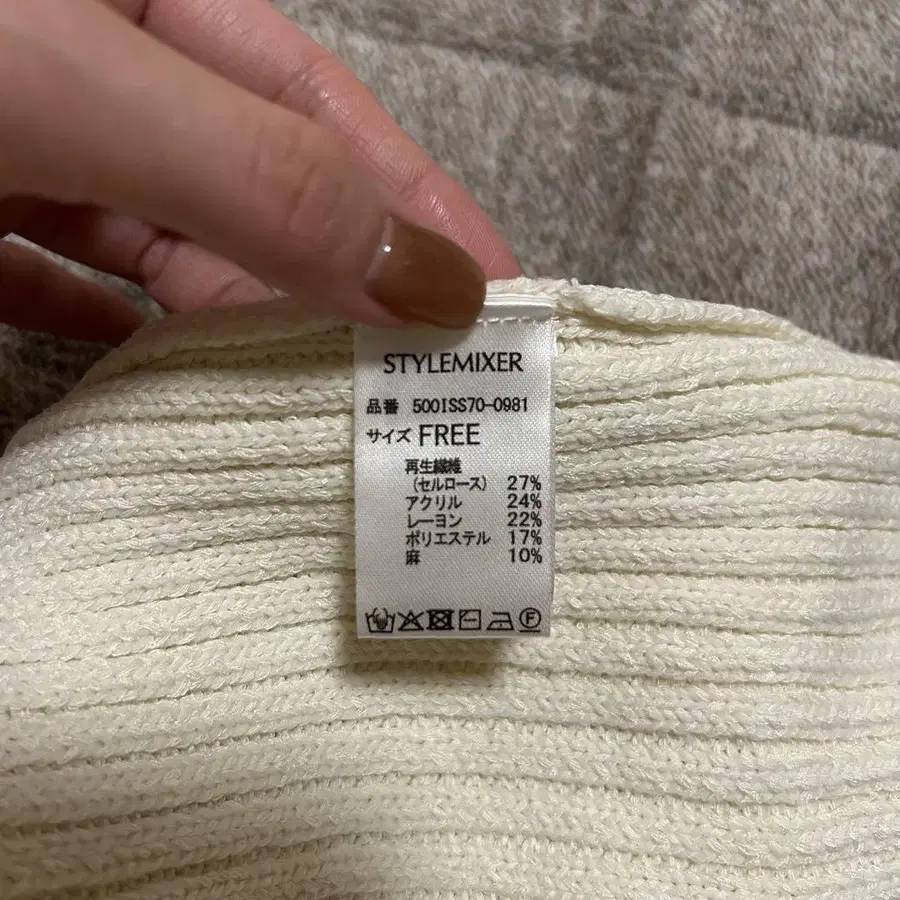 STYLEMIXER
品番 500ISS70-0981
サイズ FREE
再生繊維
(セルロース) 27%
アクリル 24%
レーヨン 22%
ポリエステル 17%
麻 10%
F